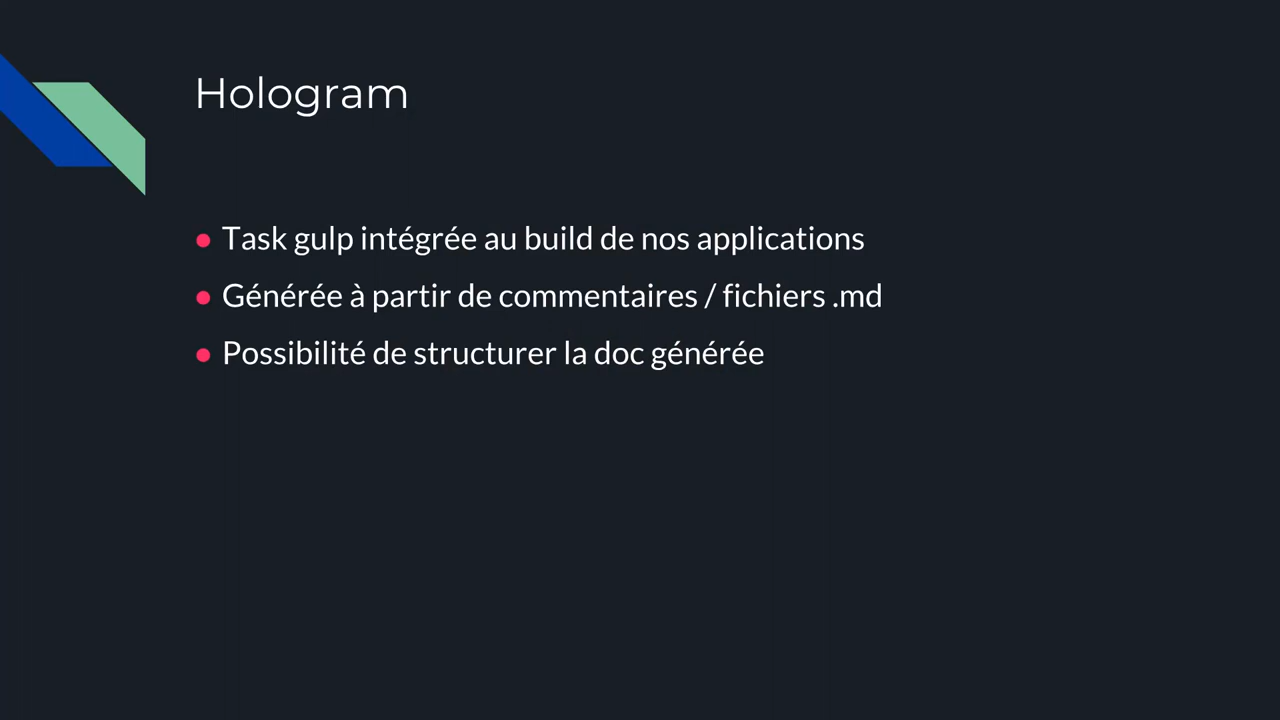 Hologram
● Task gulp intégrée au build de nos applications
● Générée à partir de commentaires / fichiers .md
● Possibilité de structurer la doc générée